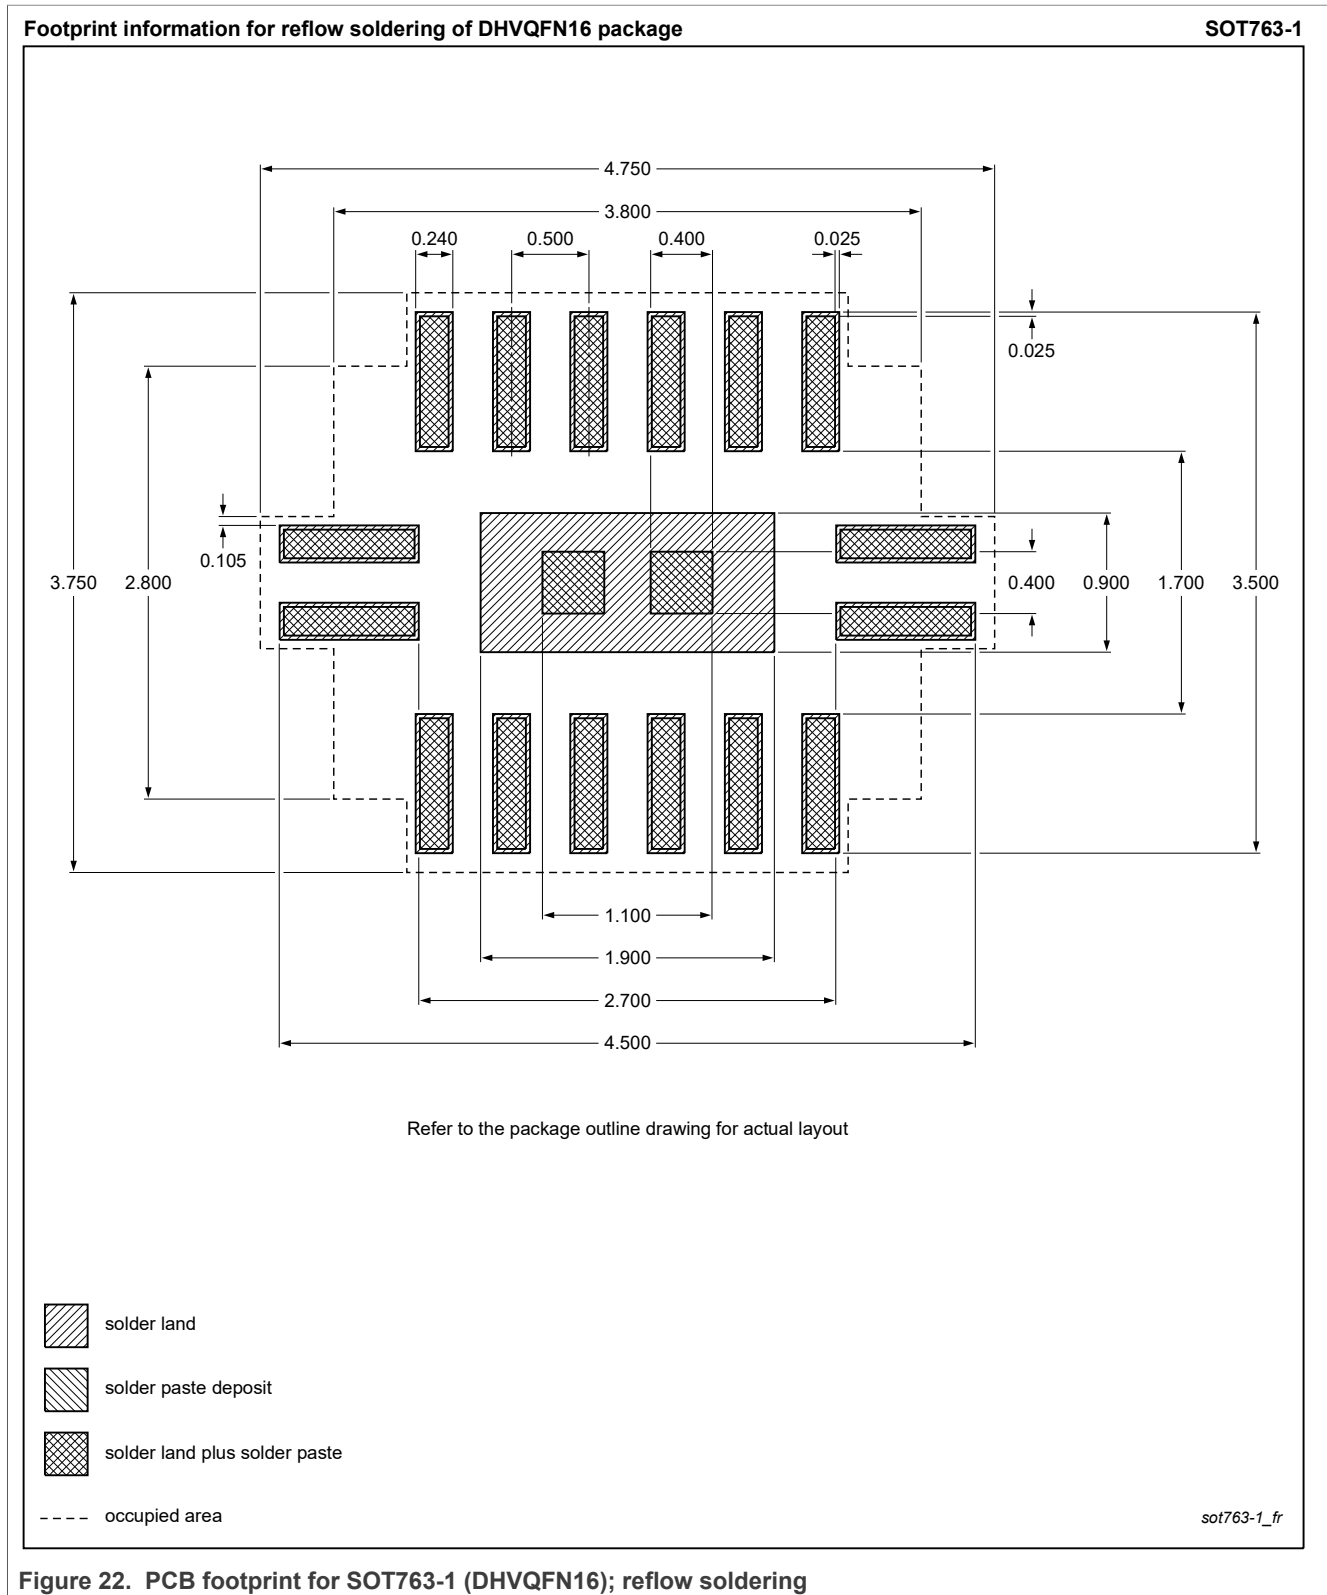 Footprint information for reflow soldering of DHVQFN16 package SOT763-1
4.750
3.800
0.240 0.500 0.400 0.025
0.025
0.105
3.750 2.800 0.400 0.900 1.700 3.500
1.100
1.900
2.700
4.500
Refer to the package outline drawing for actual layout
solder land
solder paste deposit
solder land plus solder paste
occupied area
sot763-1_fr
Figure 22. PCB footprint for SOT763-1 (DHVQFN16); reflow soldering